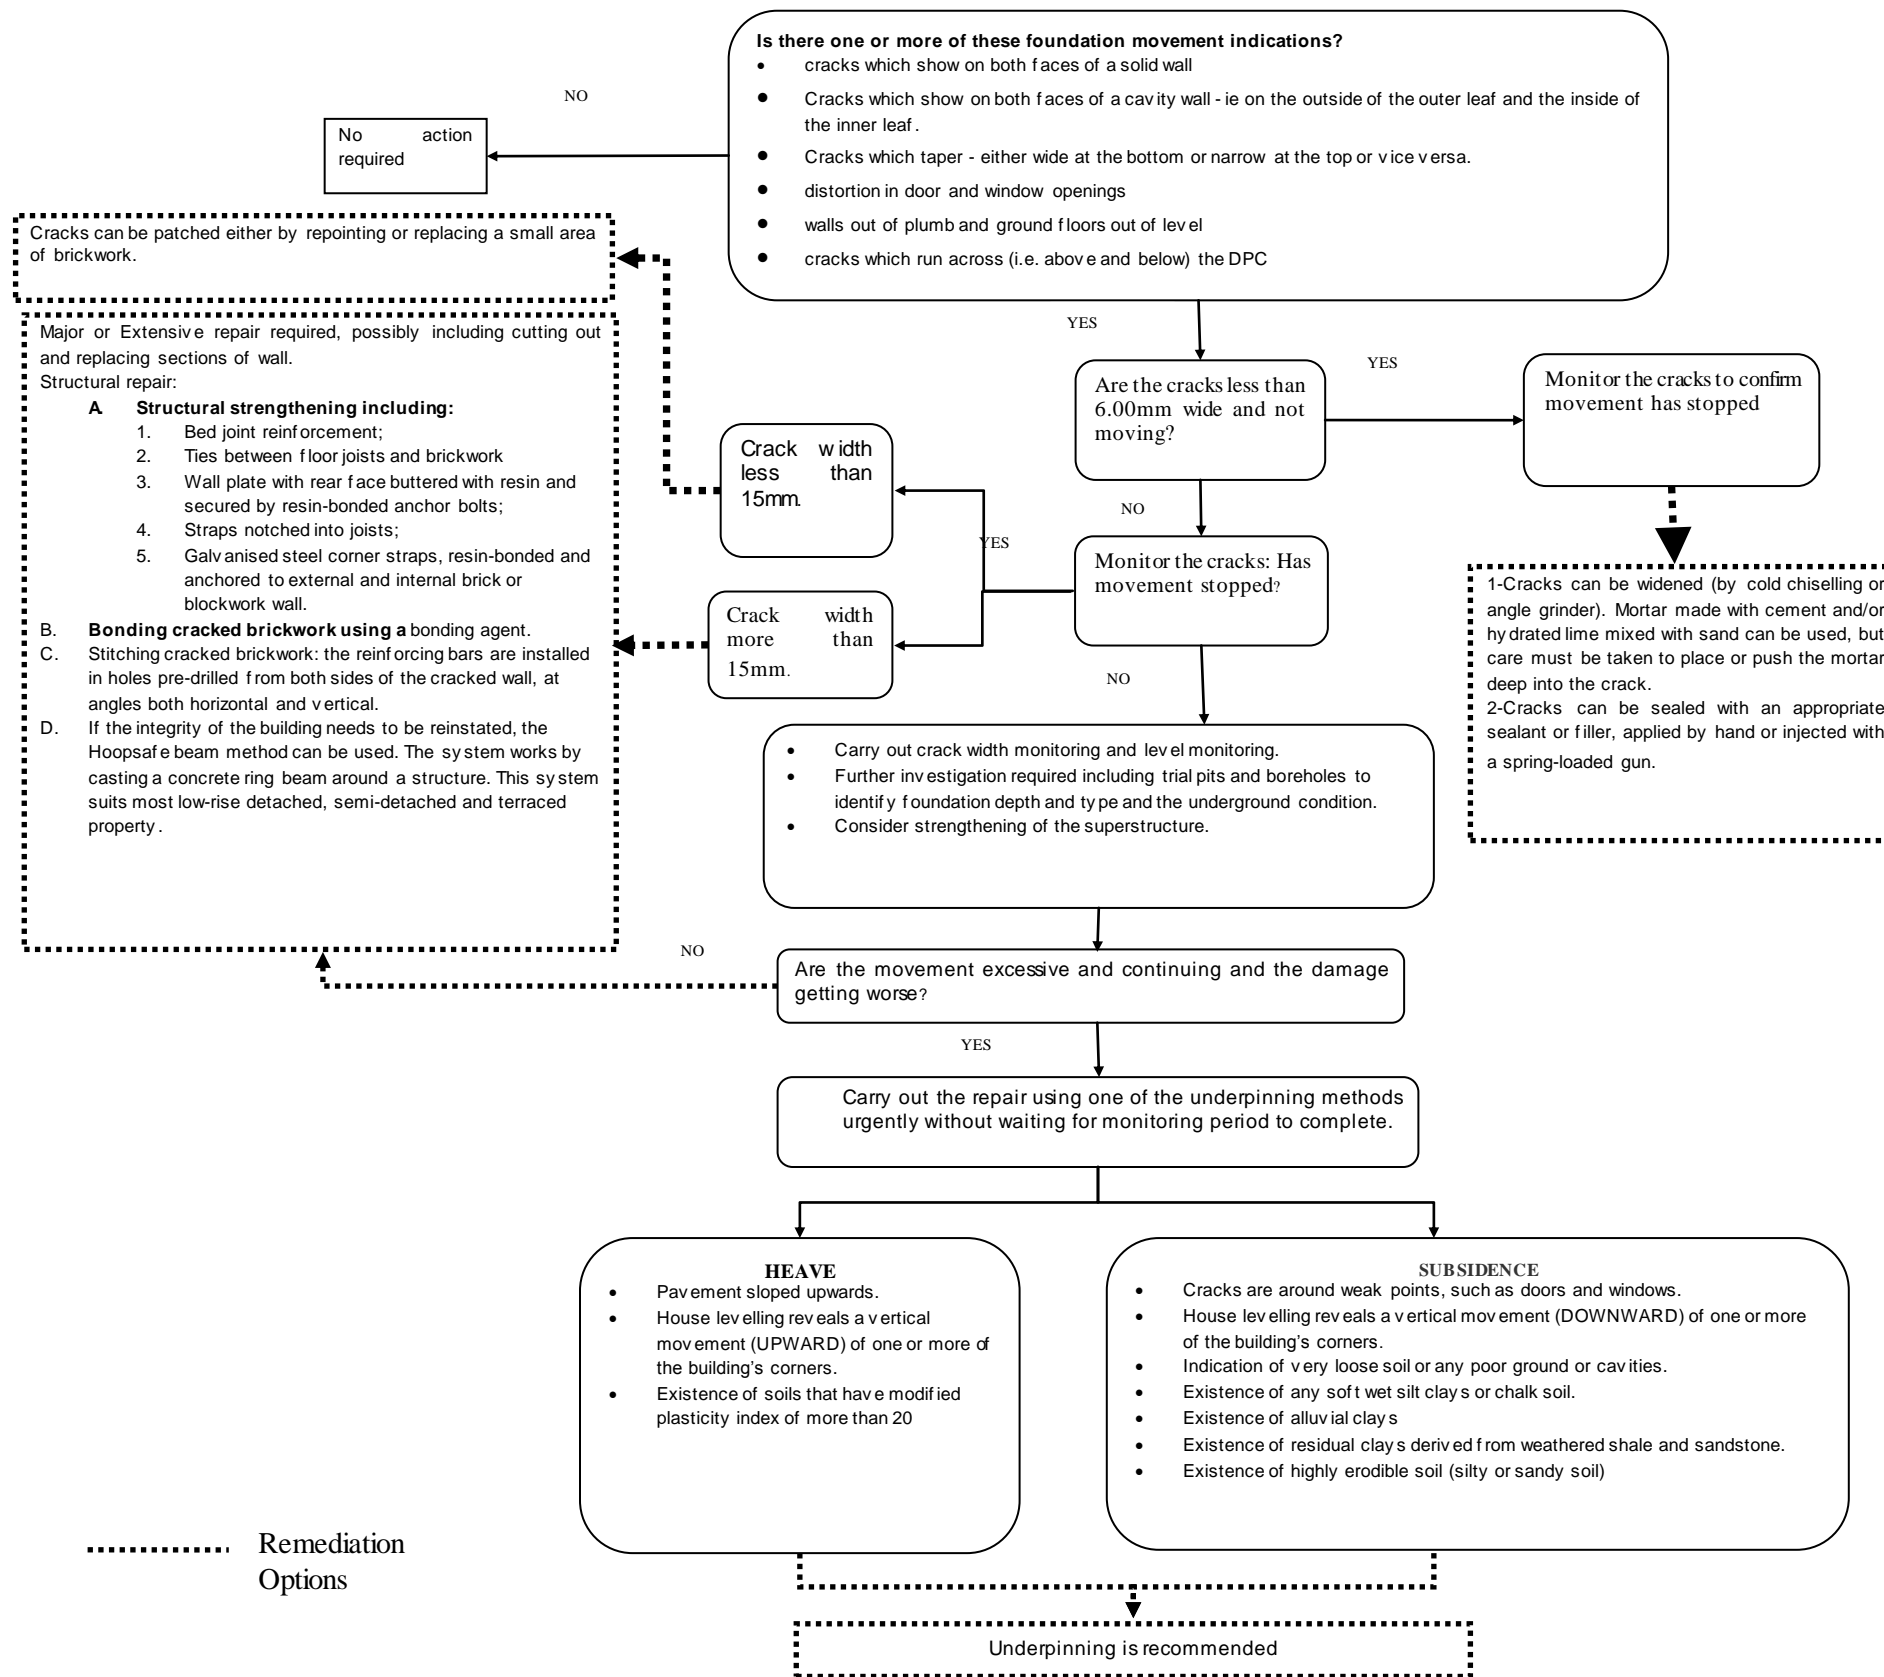 Is there one or more of these foundation movement indications?
• cracks which show on both faces of a solid wall
• Cracks which show on both faces of a cavity wall - ie on the outside of the outer leaf and the inside of
the inner leaf.
• Cracks which taper - either wide at the bottom or narrow at the top or vice versa.
• distortion in door and window openings
• walls out of plumb and ground floors out of level
• cracks which run across (i.e. above and below) the DPC
NO
No action
required
Cracks can be patched either by repointing or replacing a small area
of brickwork.
Major or Extensive repair required, possibly including cutting out
and replacing sections of wall.
Structural repair:
A. Structural strengthening including:
1. Bed joint reinforcement;
2. Ties between floor joists and brickwork
3. Wall plate with rear face buttered with resin and
secured by resin-bonded anchor bolts;
4. Straps notched into joists;
5. Galvanised steel corner straps, resin-bonded and
anchored to external and internal brick or
blockwork wall.
B. Bonding cracked brickwork using a bonding agent.
C. Stitching cracked brickwork: the reinforcing bars are installed
in holes pre-drilled from both sides of the cracked wall, at
angles both horizontal and vertical.
D. If the integrity of the building needs to be reinstated, the
Hoopsafe beam method can be used. The system works by
casting a concrete ring beam around a structure. This system
suits most low-rise detached, semi-detached and terraced
property.
YES
Are the cracks less than
6.00mm wide and not
moving?
YES
Monitor the cracks to confirm
movement has stopped
1-Cracks can be widened (by cold chiselling or
angle grinder). Mortar made with cement and/or
hydrated lime mixed with sand can be used, but
care must be taken to place or push the mortar
deep into the crack.
2-Cracks can be sealed with an appropriate
sealant or filler, applied by hand or injected with
a spring-loaded gun.
NO
Monitor the cracks: Has
movement stopped?
YES
Crack width
less than
15mm.
Crack width
more than
15mm.
NO
• Carry out crack width monitoring and level monitoring.
• Further investigation required including trial pits and boreholes to
identify foundation depth and type and the underground condition.
• Consider strengthening of the superstructure.
Are the movement excessive and continuing and the damage
getting worse?
NO
YES
Carry out the repair using one of the underpinning methods
urgently without waiting for monitoring period to complete.
HEAVE
• Pavement sloped upwards.
• House levelling reveals a vertical
movement (UPWARD) of one or more of
the building’s corners.
• Existence of soils that have modified
plasticity index of more than 20
SUBSIDENCE
• Cracks are around weak points, such as doors and windows.
• House levelling reveals a vertical movement (DOWNWARD) of one or more
of the building’s corners.
• Indication of very loose soil or any poor ground or cavities.
• Existence of any soft wet silt clays or chalk soil.
• Existence of alluvial clays
• Existence of residual clays derived from weathered shale and sandstone.
• Existence of highly erodible soil (silty or sandy soil)
Remediation
Options
Underpinning is recommended